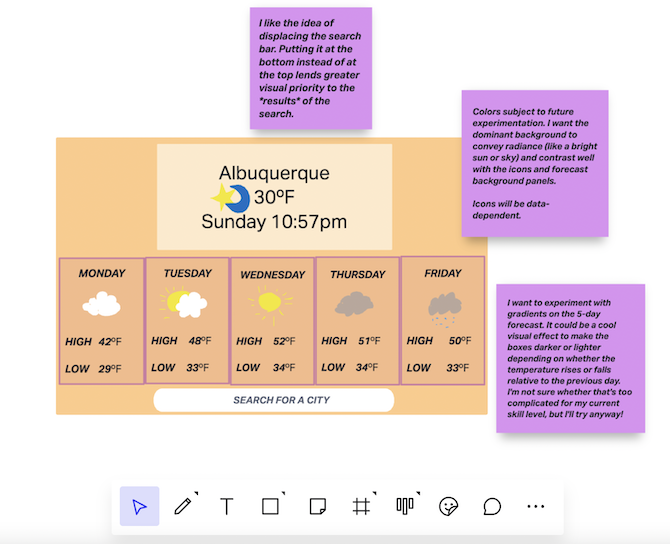 I like the idea of
displacing the search
bar. Putting it at the
bottom instead of at
the top lends greater
visual priority to the
*results* of the
search.
Colors subject to future
experimentation. I want the
dominant background to
convey radiance (like a bright
sun or sky) and contrast well
with the icons and forecast
background panels.
Icons will be data-
dependent.
Albuquerque
30ºF
Sunday 10:57pm
MONDAY
HIGH 42ºF
LOW 29ºF
TUESDAY
HIGH 48ºF
LOW 33ºF
WEDNESDAY
HIGH 52ºF
LOW 34ºF
THURSDAY
HIGH 51ºF
LOW 34ºF
FRIDAY
HIGH 50ºF
LOW 33ºF
SEARCH FOR A CITY
I want to experiment with
gradients on the 5-day
forecast. It could be a cool
visual effect to make the
boxes darker or lighter
depending on whether the
temperature rises or falls
relative to the previous day.
I'm not sure whether that's too
complicated for my current
skill level, but I'll try anyway!
T